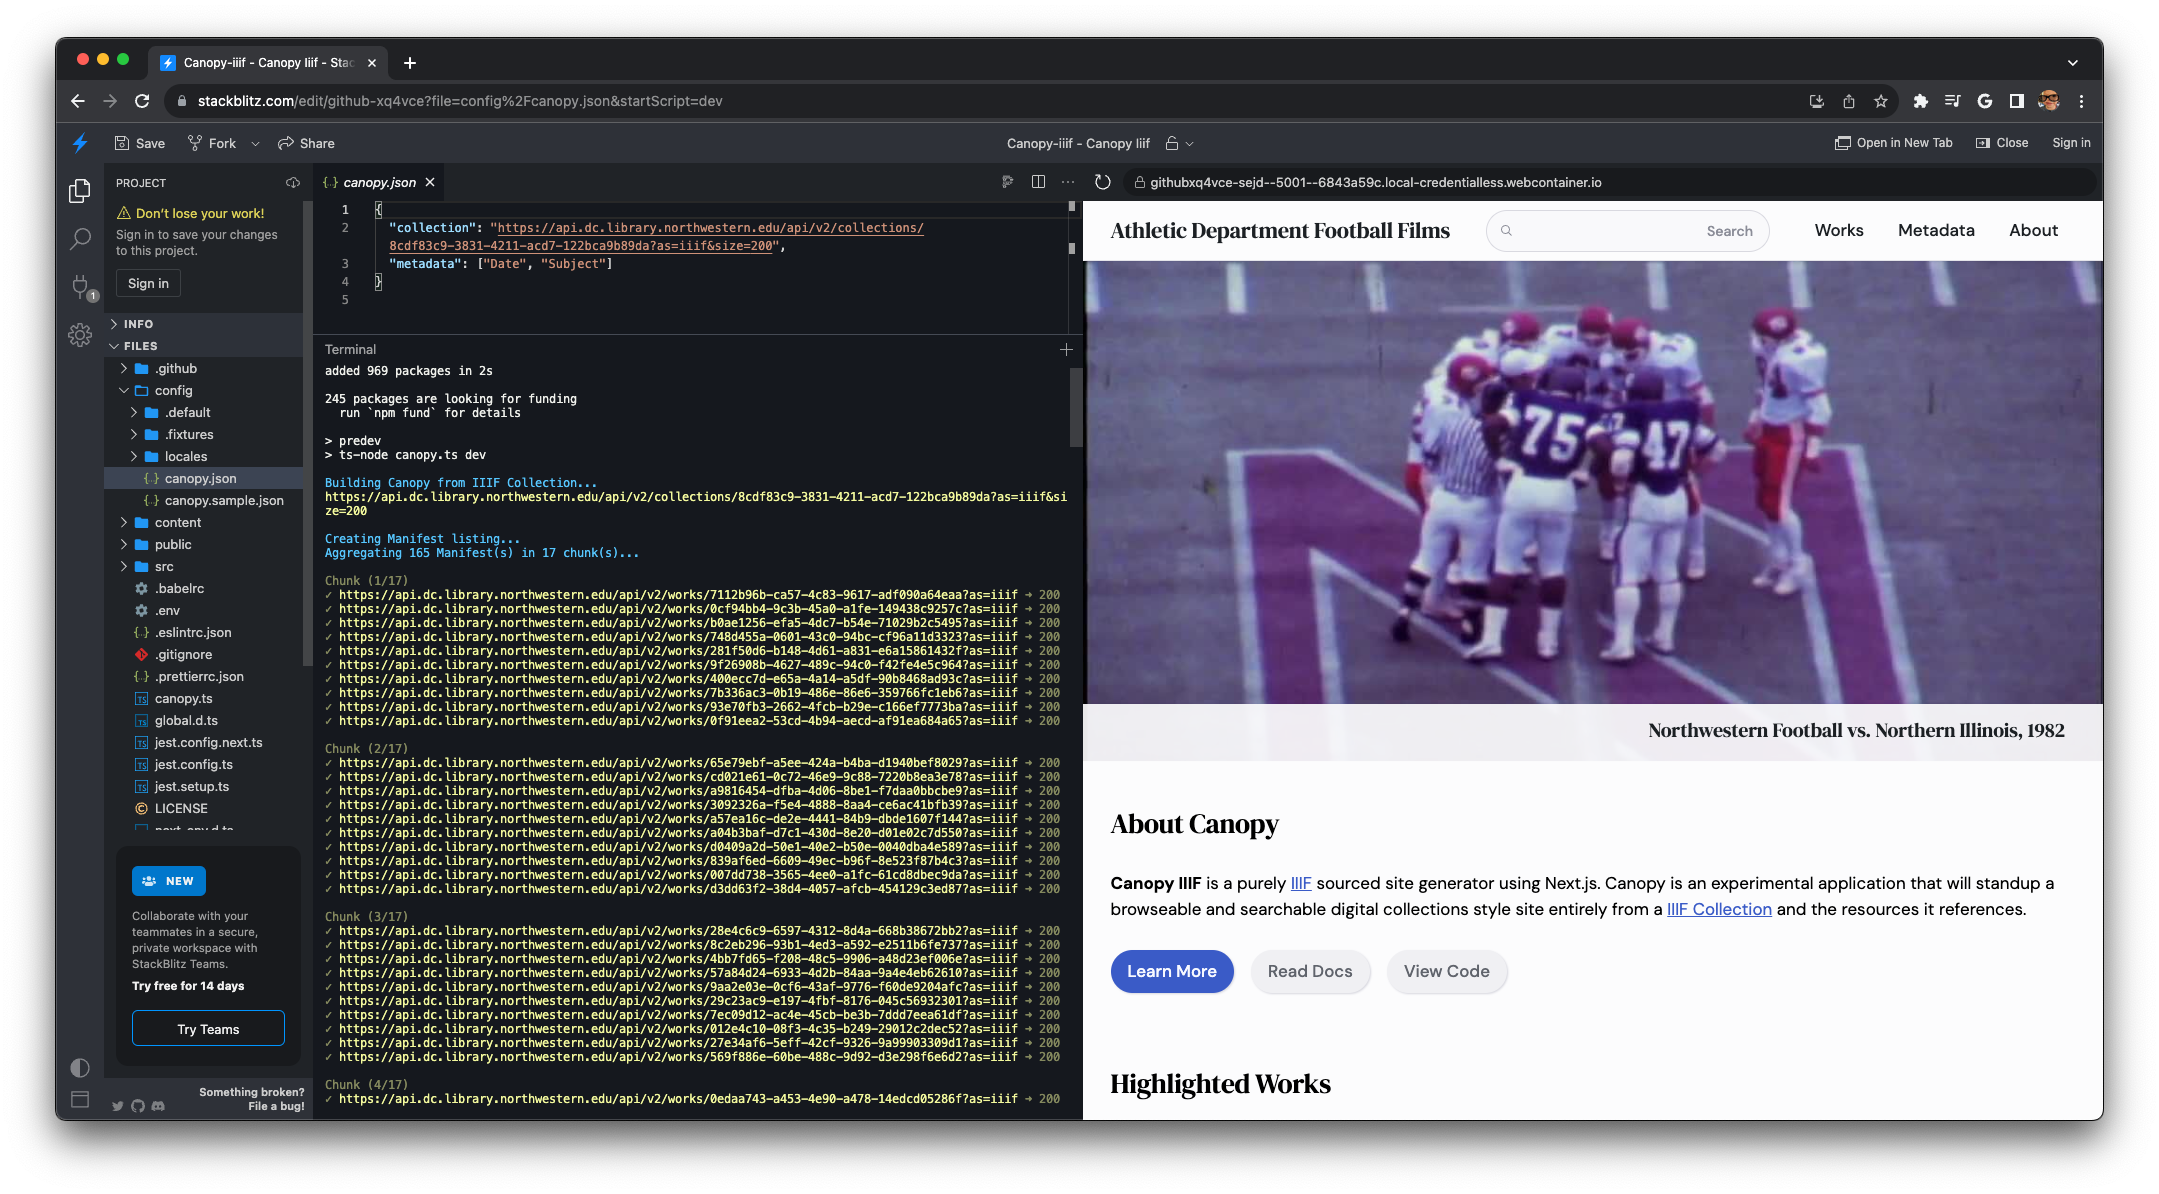 Canopy-iiif - Canopy Iiif - Stac
stackblitz.com/edit/github-xq4vce?file=config%2Fcanopy.json&startScript=dev
Save
Fork
Share
Canopy-iiif - Canopy Iiif
Open in New Tab
Close
Sign in
PROJECT
Don't lose your work!
Sign in to save your changes
to this project.
Sign in
1
INFO
FILES
.github
config
.default
.fixtures
locales
canopy.json
canopy.sample.json
content
public
src
.babelrc
.env
.eslintrc.json
.gitignore
.prettierrc.json
canopy.ts
global.d.ts
jest.config.next.ts
jest.config.ts
jest.setup.ts
LICENSE
next-env.d.ts
NEW
Collaborate with your
teammates in a secure,
private workspace with
StackBlitz Teams.
Try free for 14 days
Try Teams
Something broken?
File a bug!
{..} canopy.json
1 {
2 "collection": "https://api.dc.library.northwestern.edu/api/v2/collections/
8cdf83c9-3831-4211-acd7-122bca9b89da?as=iiif&size=200",
3 "metadata": ["Date", "Subject"]
4 }
5
Terminal
added 969 packages in 2s
245 packages are looking for funding
run `npm fund` for details
> predev
> ts-node canopy.ts dev
Building Canopy from IIIF Collection...
https://api.dc.library.northwestern.edu/api/v2/collections/8cdf83c9-3831-4211-acd7-122bca9b89da?as=iiif&si
ze=200
Creating Manifest listing...
Aggregating 165 Manifest(s) in 17 chunk(s)...
Chunk (1/17)
✓ https://api.dc.library.northwestern.edu/api/v2/works/7112b96b-ca57-4c83-9617-adf090a64eaa?as=iiif → 200
✓ https://api.dc.library.northwestern.edu/api/v2/works/0cf94bb4-9c3b-45a0-a1fe-149438c9257c?as=iiif → 200
✓ https://api.dc.library.northwestern.edu/api/v2/works/b0ae1256-efa5-4dc7-b54e-71029b2c5495?as=iiif → 200
✓ https://api.dc.library.northwestern.edu/api/v2/works/748d455a-0601-43c0-94bc-cf96a11d3323?as=iiif → 200
✓ https://api.dc.library.northwestern.edu/api/v2/works/281f50d6-b148-4d61-a831-e6a15861432f?as=iiif → 200
✓ https://api.dc.library.northwestern.edu/api/v2/works/9f26908b-4627-489c-94c0-f42fe4e5c964?as=iiif → 200
✓ https://api.dc.library.northwestern.edu/api/v2/works/400ecc7d-e65a-4a14-a5df-90b8468ad93c?as=iiif → 200
✓ https://api.dc.library.northwestern.edu/api/v2/works/7b336ac3-0b19-486e-86e6-359766fc1eb6?as=iiif → 200
✓ https://api.dc.library.northwestern.edu/api/v2/works/93e70fb3-2662-4fcb-b29e-c166ef7773ba?as=iiif → 200
✓ https://api.dc.library.northwestern.edu/api/v2/works/0f91eea2-53cd-4b94-aecd-af91ea684a65?as=iiif → 200
Chunk (2/17)
✓ https://api.dc.library.northwestern.edu/api/v2/works/65e79ebf-a5ee-424a-b4ba-d1940bef8029?as=iiif → 200
✓ https://api.dc.library.northwestern.edu/api/v2/works/cd021e61-0c72-46e9-9c88-7220b8ea3e78?as=iiif → 200
✓ https://api.dc.library.northwestern.edu/api/v2/works/a9816454-dfba-4d06-8be1-f7daa0bbcbe9?as=iiif → 200
✓ https://api.dc.library.northwestern.edu/api/v2/works/3092326a-f5e4-4888-8aa4-ce6ac41bfb39?as=iiif → 200
✓ https://api.dc.library.northwestern.edu/api/v2/works/a57ea16c-de2e-4441-84b9-dbde1607f144?as=iiif → 200
✓ https://api.dc.library.northwestern.edu/api/v2/works/a04b3baf-d7c1-430d-8e20-d01e02c7d550?as=iiif → 200
✓ https://api.dc.library.northwestern.edu/api/v2/works/d0409a2d-50e1-40e2-b50e-0040dba4e589?as=iiif → 200
✓ https://api.dc.library.northwestern.edu/api/v2/works/839af6ed-6609-49ec-b96f-8e523f87b4c3?as=iiif → 200
✓ https://api.dc.library.northwestern.edu/api/v2/works/007dd738-3565-4ee0-a1fc-61cd8dbec9da?as=iiif → 200
✓ https://api.dc.library.northwestern.edu/api/v2/works/d3dd63f2-38d4-4057-afcb-454129c3ed87?as=iiif → 200
Chunk (3/17)
✓ https://api.dc.library.northwestern.edu/api/v2/works/28e4c6c9-6597-4312-8d4a-668b38672bb2?as=iiif → 200
✓ https://api.dc.library.northwestern.edu/api/v2/works/8c2eb296-93b1-4ed3-a592-e2511b6fe737?as=iiif → 200
✓ https://api.dc.library.northwestern.edu/api/v2/works/4bb7fd65-f208-48c5-9906-a48d23ef006e?as=iiif → 200
✓ https://api.dc.library.northwestern.edu/api/v2/works/57a84d24-6933-4d2b-84aa-9a4e4eb62610?as=iiif → 200
✓ https://api.dc.library.northwestern.edu/api/v2/works/9aa2e03e-0cf6-43af-9776-f60de9204afc?as=iiif → 200
✓ https://api.dc.library.northwestern.edu/api/v2/works/29c23ac9-e197-4fbf-8176-045c56932301?as=iiif → 200
✓ https://api.dc.library.northwestern.edu/api/v2/works/7ec09d12-ac4e-45cb-be3b-7ddd7eea61df?as=iiif → 200
✓ https://api.dc.library.northwestern.edu/api/v2/works/012e4c10-08f3-4c35-b249-29012c2dec52?as=iiif → 200
✓ https://api.dc.library.northwestern.edu/api/v2/works/27e34af6-5eff-42cf-9326-9a99903309d1?as=iiif → 200
✓ https://api.dc.library.northwestern.edu/api/v2/works/569f886e-60be-488c-9d92-d3e298f6e6d2?as=iiif → 200
Chunk (4/17)
✓ https://api.dc.library.northwestern.edu/api/v2/works/0edaa743-a453-4e90-a478-14edcd05286f?as=iiif → 200
githubxq4vce-sejd--5001--6843a59c.local-credentialless.webcontainer.io
Athletic Department Football Films
Search
Works
Metadata
About
75
47
Northwestern Football vs. Northern Illinois, 1982
About Canopy
Canopy IIIF is a purely IIIF sourced site generator using Next.js. Canopy is an experimental application that will standup a
browseable and searchable digital collections style site entirely from a IIIF Collection and the resources it references.
Learn More
Read Docs
View Code
Highlighted Works